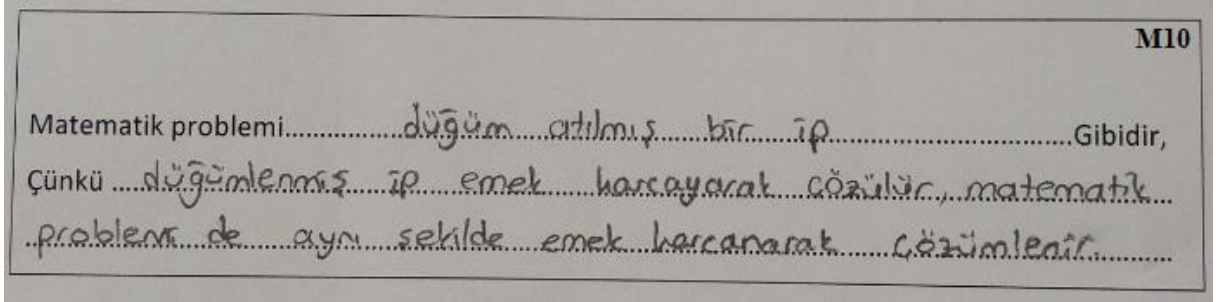 M10
Matematik problemi................düğüm....atılmış......bir......ip...................................Gibidir,
Çünkü .....düğümlenmiş ip emek harcayarak çözülür, matematik...
..problemi de aynı şekilde emek harcanarak çözümlenir...........